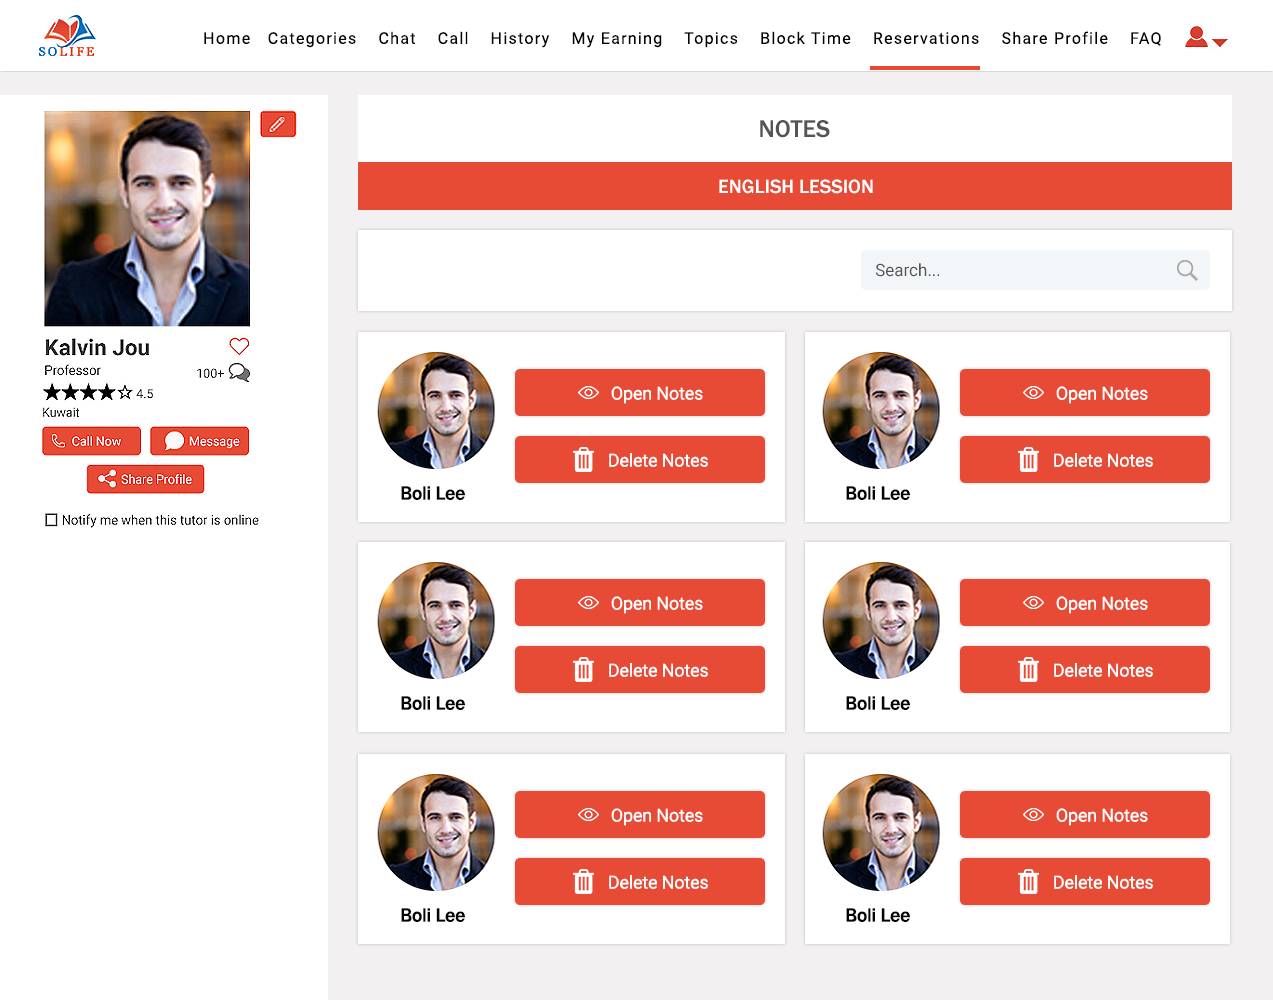 SOLIFE
Home Categories Chat Call History My Earning Topics Block Time Reservations Share Profile FAQ
Kalvin Jou
Professor
100+
4.5
Kuwait
Call Now
Message
Share Profile
Notify me when this tutor is online
NOTES
ENGLISH LESSION
Search...
Open Notes
Delete Notes
Boli Lee
Open Notes
Delete Notes
Boli Lee
Open Notes
Delete Notes
Boli Lee
Open Notes
Delete Notes
Boli Lee
Open Notes
Delete Notes
Boli Lee
Open Notes
Delete Notes
Boli Lee